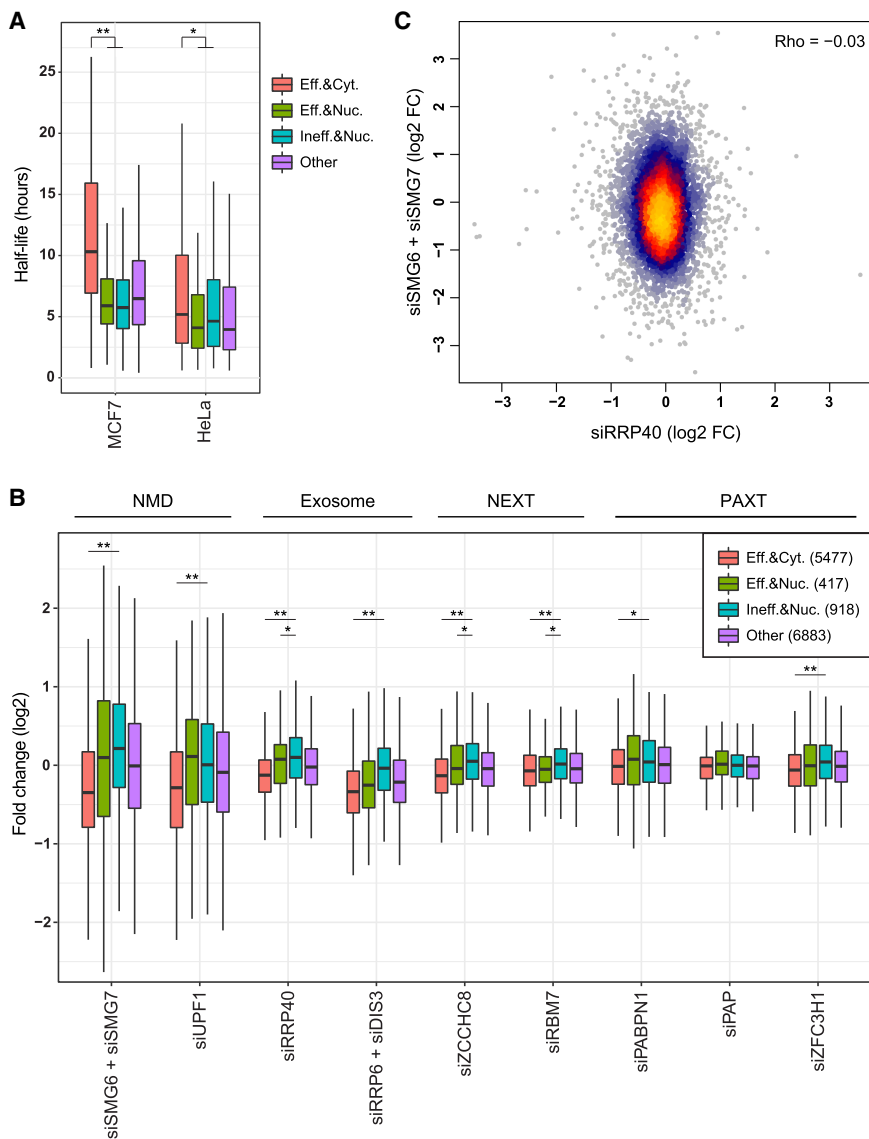 A
**
*
25
20
15
10
5
0
Half-life (hours)
MCF7
HeLa
Eff.&Cyt.
Eff.&Nuc.
Ineff.&Nuc.
Other
C
Rho = −0.03
3
2
1
0
−1
−2
−3
siSMG6 + siSMG7 (log2 FC)
−3 −2 −1 0 1 2 3
siRRP40 (log2 FC)
B
NMD Exosome NEXT PAXT
Eff.&Cyt. (5477)
Eff.&Nuc. (417)
Ineff.&Nuc. (918)
Other (6883)
**
**
**
*
**
**
*
**
*
*
**
2
1
0
−1
−2
Fold change (log2)
siSMG6 + siSMG7
siUPF1
siRRP40
siRRP6 + siDIS3
siZCCHC8
siRBM7
siPABPN1
siPAP
siZFC3H1